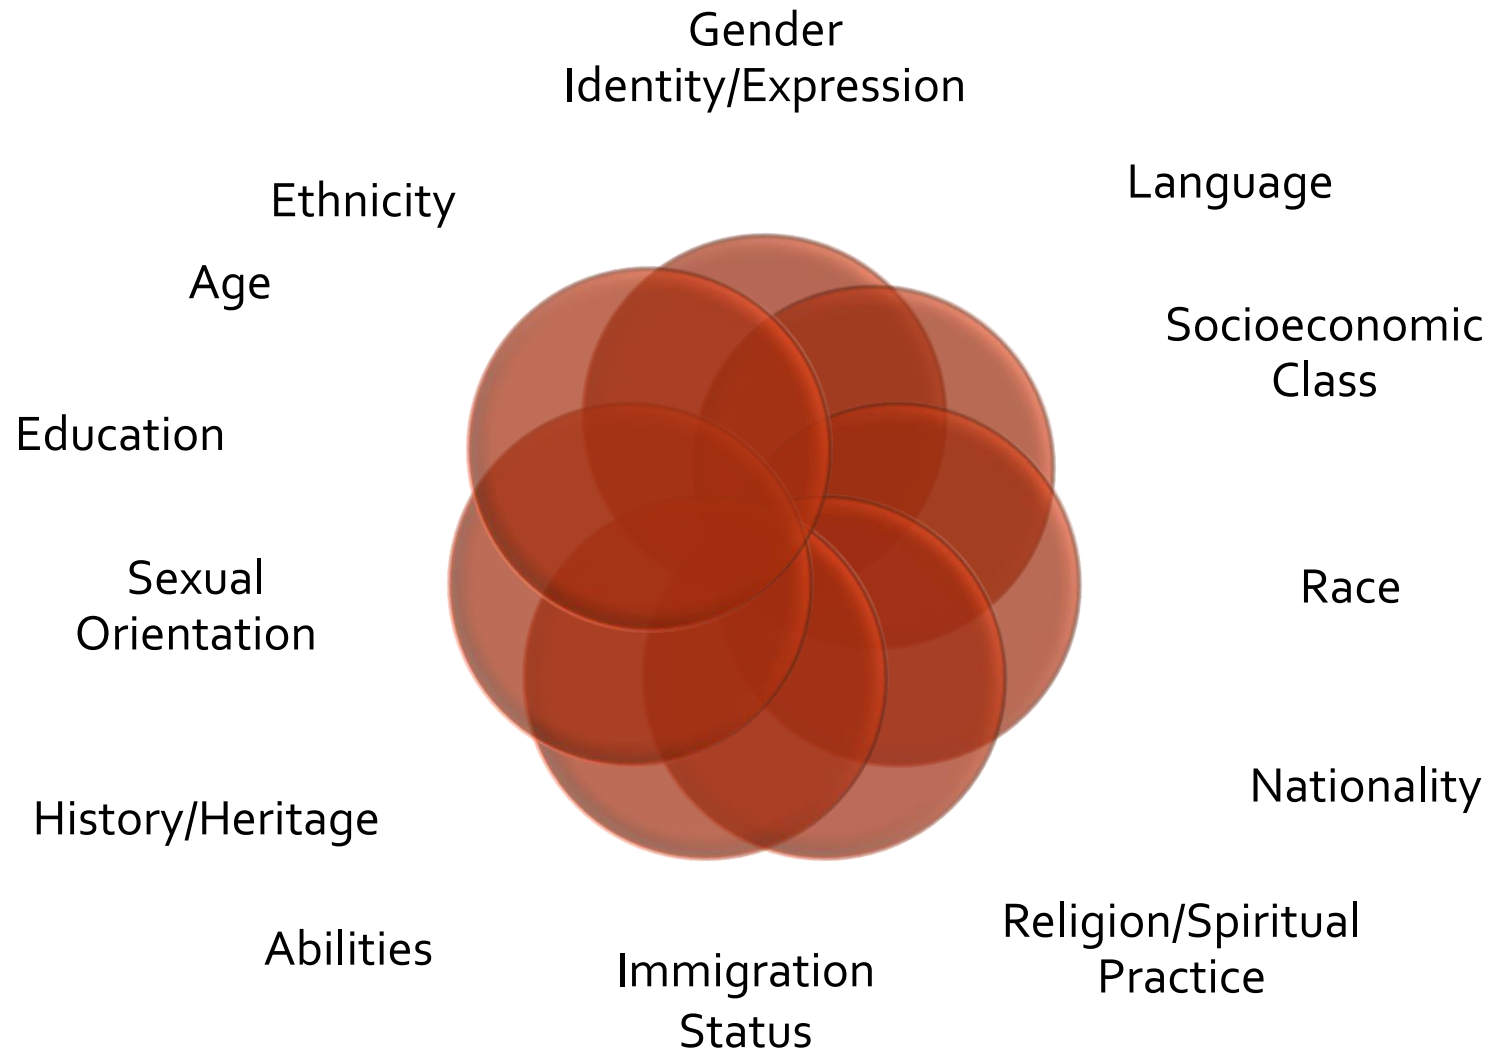 Gender
Identity/Expression
Language
Ethnicity
Age
Socioeconomic
Class
Education
Sexual
Orientation
Race
Nationality
History/Heritage
Religion/Spiritual
Practice
Abilities
Immigration
Status